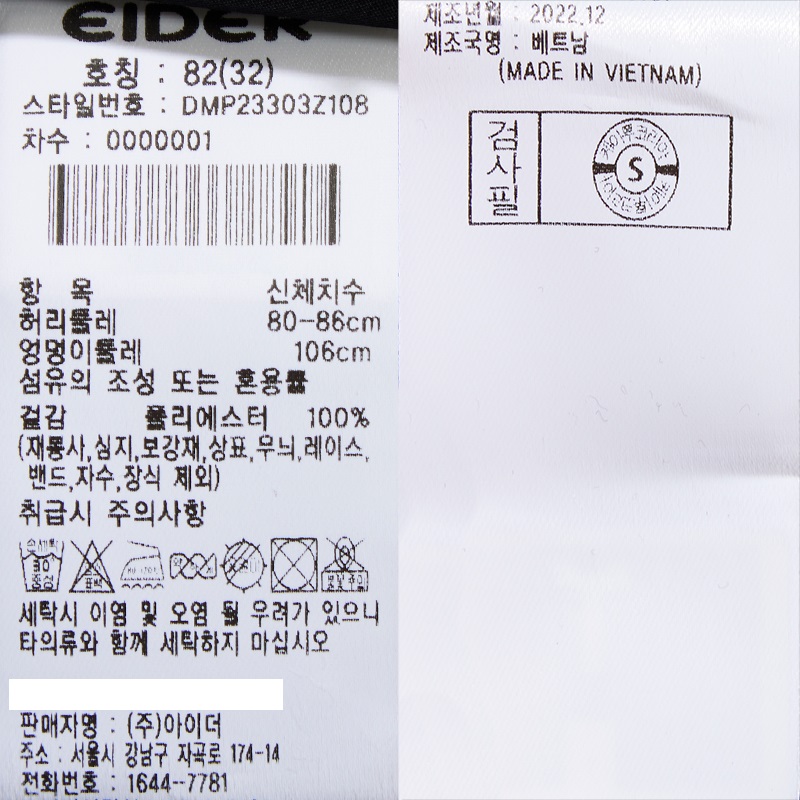 EIDER
호칭 : 82(32)
스타일번호 : DMP23303Z108
차수 : 0000001
항 목 신체치수
허리둘레 80-86cm
엉덩이둘레 106cm
섬유의 조성 또는 혼용률
겉감 폴리에스터 100%
(재봉사,심지,보강재,상표,무늬,레이스,
밴드,자수,장식 제외)
취급시 주의사항
손세탁
30
중성
표백
세탁시 이염 및 오염 될 우려가 있으니
타의류와 함께 세탁하지 마십시오
판매자명 : (주)아이더
주소 : 서울시 강남구 자곡로 174-14
전화번호 : 1644-7781
제조년월 : 2022.12
제조국명 : 베트남
(MADE IN VIETNAM)
검사필
S